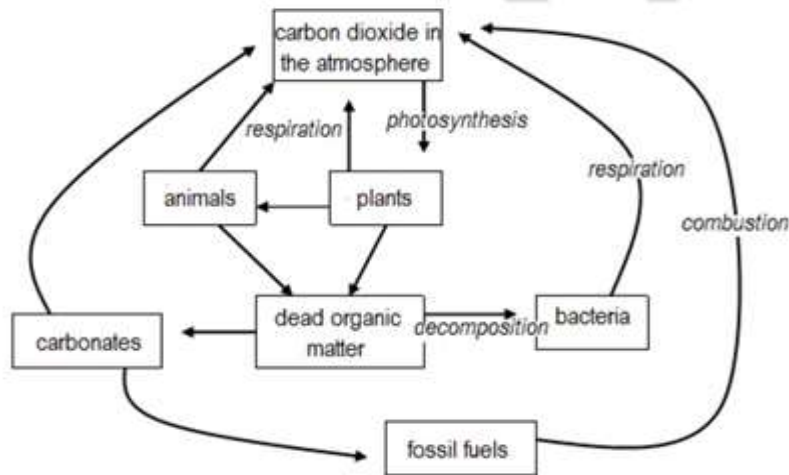 carbon dioxide in
the atmosphere
respiration
photosynthesis
animals
plants
respiration
combustion
carbonates
dead organic
matter
decomposition
bacteria
fossil fuels